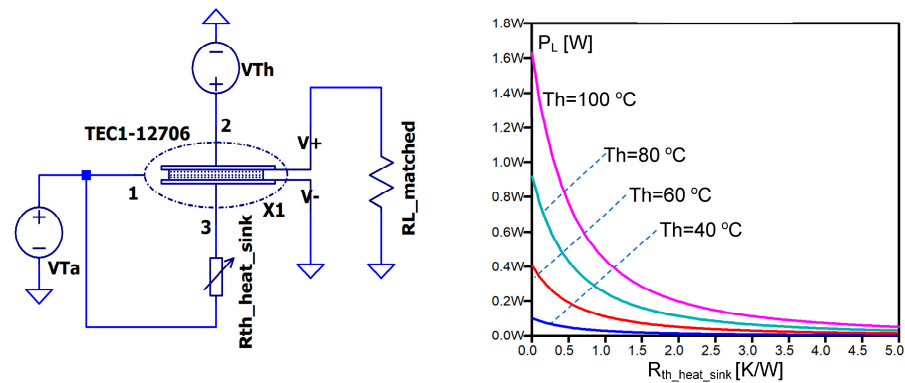 VTh
2
TEC1-12706
V+
1
V-
X1
3
VTa
Rth_heat_sink
RL_matched
1.8W
1.6W
1.4W
1.2W
1.0W
0.8W
0.6W
0.4W
0.2W
0.0W
P_L [W]
Th=100 °C
Th=80 °C
Th=60 °C
Th=40 °C
0.0 0.5 1.0 1.5 2.0 2.5 3.0 3.5 4.0 4.5 5.0
R_th_heat_sink [K/W]